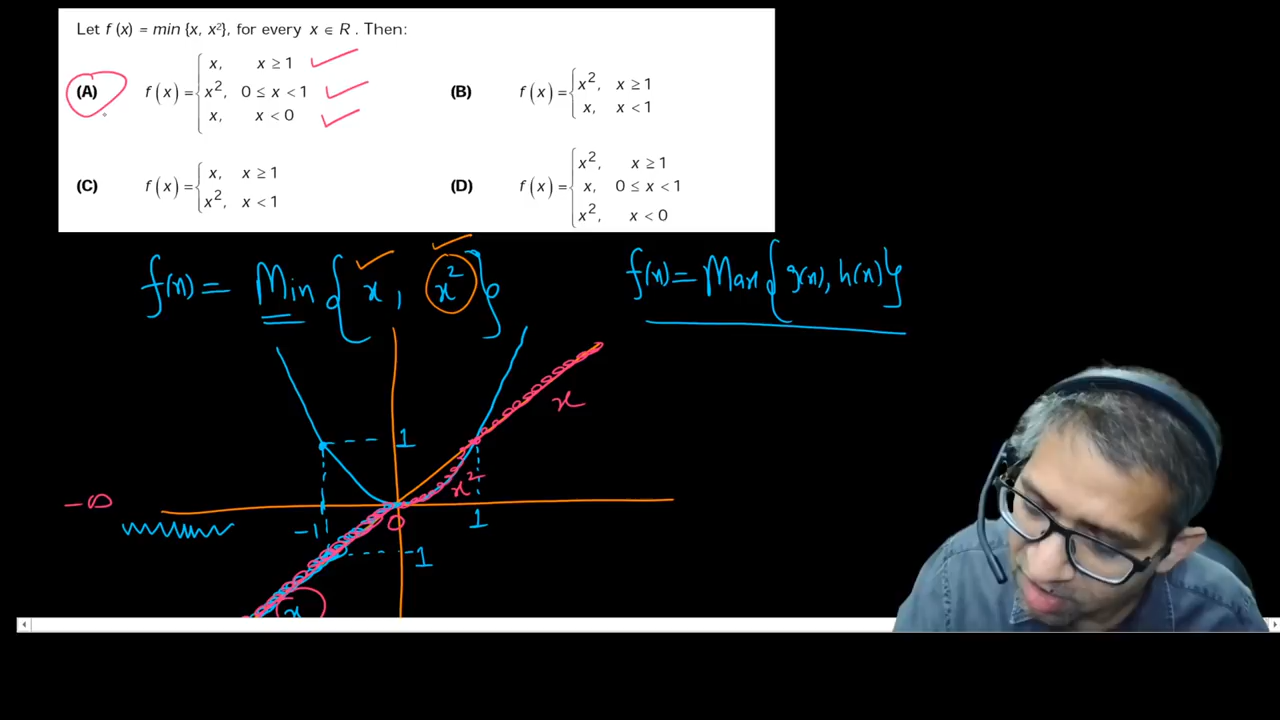 Let f (x) = min {x, x²}, for every x ∈ R . Then:
(A) f(x) = { x, x ≥ 1
x², 0 ≤ x < 1
x, x < 0
(B) f(x) = { x², x ≥ 1
x, x < 1
(C) f(x) = { x, x ≥ 1
x², x < 1
(D) f(x) = { x², x ≥ 1
x, 0 ≤ x < 1
x², x < 0
f(x) = Min { x, x² }
f(x) = Max { g(x), h(x) }
x
1
x²
-∞
-1
0
1
-1
x